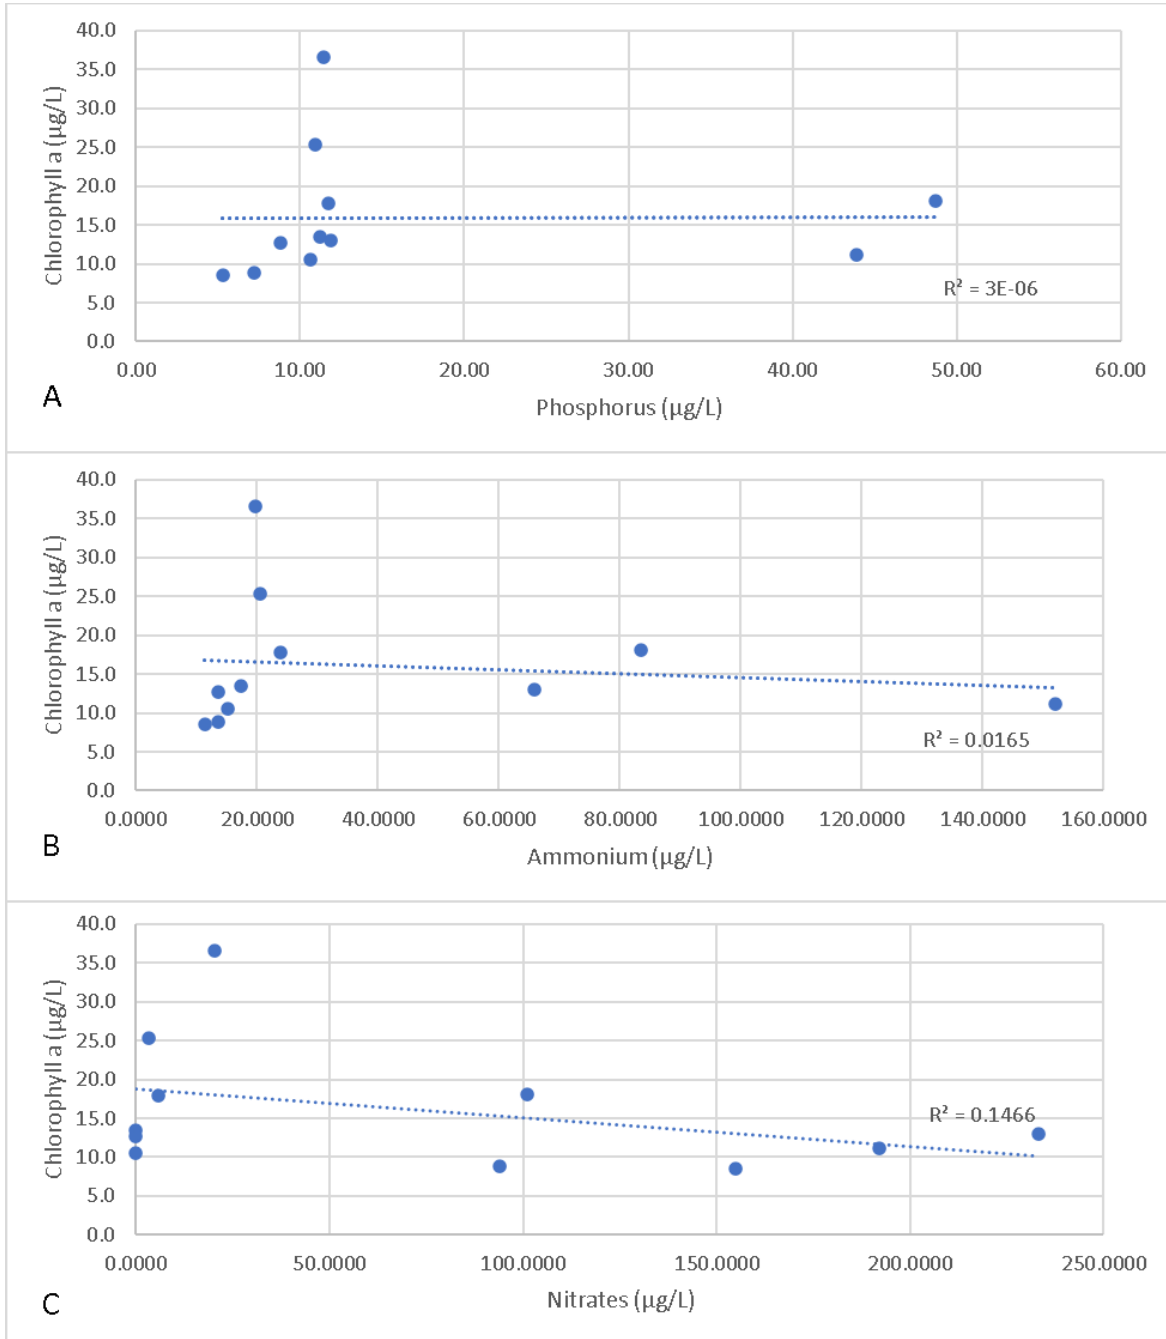 40.0
35.0
30.0
25.0
20.0
15.0
10.0
5.0
0.0
Chlorophyll a (µg/L)
R² = 3E-06
0.00 10.00 20.00 30.00 40.00 50.00 60.00
Phosphorus (µg/L)
A
40.0
35.0
30.0
25.0
20.0
15.0
10.0
5.0
0.0
Chlorophyll a (µg/L)
R² = 0.0165
0.0000 20.0000 40.0000 60.0000 80.0000 100.0000 120.0000 140.0000 160.0000
Ammonium (µg/L)
B
40.0
35.0
30.0
25.0
20.0
15.0
10.0
5.0
0.0
Chlorophyll a (µg/L)
R² = 0.1466
0.0000 50.0000 100.0000 150.0000 200.0000 250.0000
Nitrates (µg/L)
C